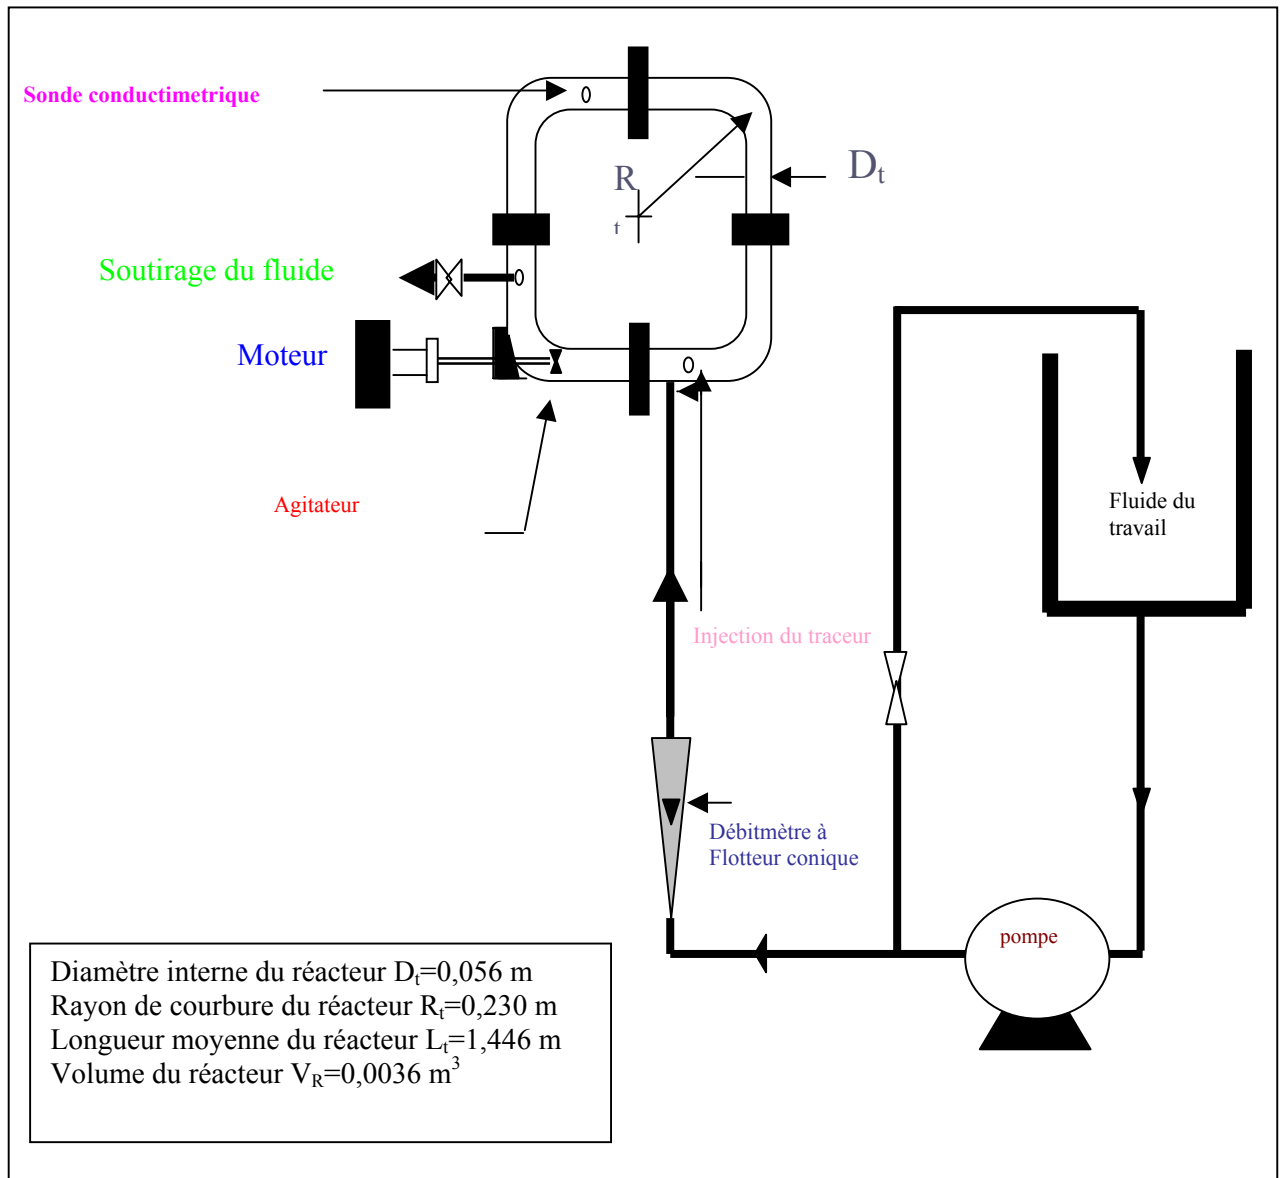 Sonde conductimetrique
R
t
Dt
Soutirage du fluide
Moteur
Agitateur
Fluide du
travail
Injection du traceur
Débitmètre à
Flotteur conique
pompe
Diamètre interne du réacteur Dt=0,056 m
Rayon de courbure du réacteur Rt=0,230 m
Longueur moyenne du réacteur Lt=1,446 m
Volume du réacteur VR=0,0036 m³